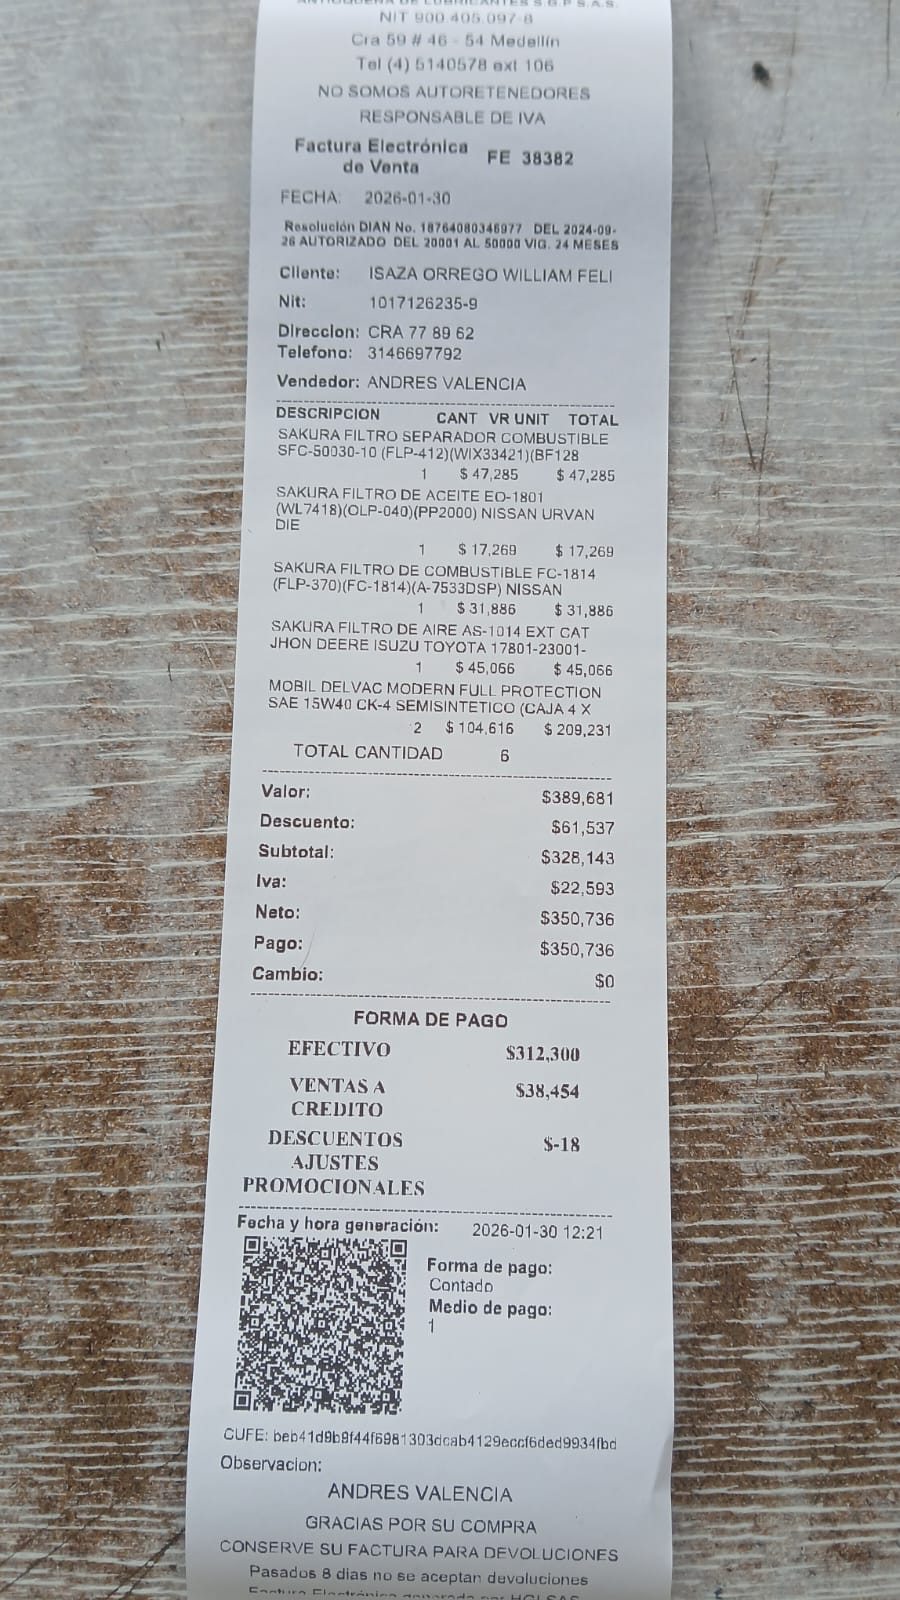 ANTIOQUEÑA DE LUBRICANTES S.G.P S.A.S.
NIT 900 405.097-8
Cra 59 # 46 - 54 Medellín
Tel (4) 5140578 ext 106
NO SOMOS AUTORETENEDORES
RESPONSABLE DE IVA
Factura Electrónica
de Venta FE 38382
FECHA: 2026-01-30
Resolución DIAN No. 18764080346977 DEL 2024-09-
26 AUTORIZADO DEL 20001 AL 50000 VIG. 24 MESES
Cliente: ISAZA ORREGO WILLIAM FELI
Nit: 1017126235-9
Direccion: CRA 77 89 62
Telefono: 3146697792
Vendedor: ANDRES VALENCIA
DESCRIPCION CANT VR UNIT TOTAL
SAKURA FILTRO SEPARADOR COMBUSTIBLE
SFC-50030-10 (FLP-412)(WIX33421)(BF128
1 $ 47,285 $ 47,285
SAKURA FILTRO DE ACEITE EO-1801
(WL7418)(OLP-040)(PP2000) NISSAN URVAN
DIE
1 $ 17,269 $ 17,269
SAKURA FILTRO DE COMBUSTIBLE FC-1814
(FLP-370)(FC-1814)(A-7533DSP) NISSAN
1 $ 31,886 $ 31,886
SAKURA FILTRO DE AIRE AS-1014 EXT CAT
JHON DEERE ISUZU TOYOTA 17801-23001-
1 $ 45,066 $ 45,066
MOBIL DELVAC MODERN FULL PROTECTION
SAE 15W40 CK-4 SEMISINTETICO (CAJA 4 X
2 $ 104,616 $ 209,231
TOTAL CANTIDAD 6
Valor: $389,681
Descuento: $61,537
Subtotal: $328,143
Iva: $22,593
Neto: $350,736
Pago: $350,736
Cambio: $0
FORMA DE PAGO
EFECTIVO $312,300
VENTAS A $38,454
CREDITO
DESCUENTOS $-18
AJUSTES
PROMOCIONALES
Fecha y hora generación: 2026-01-30 12:21
Forma de pago:
Contado
Medio de pago:
1
CUFE: beb41d9b9f44f6981303dcab4129eccf6ded9934fbd
Observacion:
ANDRES VALENCIA
GRACIAS POR SU COMPRA
CONSERVE SU FACTURA PARA DEVOLUCIONES
Pasados 8 dias no se aceptan devoluciones
Factura Electrónica generada por HGI SAS